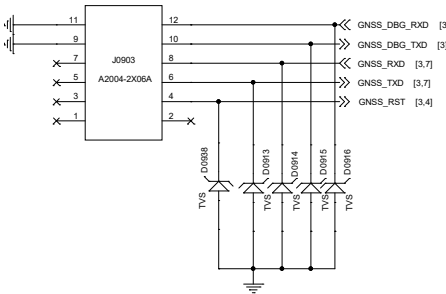 11
12
GNSS_DBG_RXD [3
9
10
GNSS_DBG_TXD [3
J0903
7
8
GNSS_RXD [3,7]
A2004-2X06A
5
6
GNSS_TXD [3,7]
3
4
GNSS_RST [3,4]
1
2
D0938
TVS
D0913
TVS
D0914
TVS
D0915
TVS
D0916
TVS